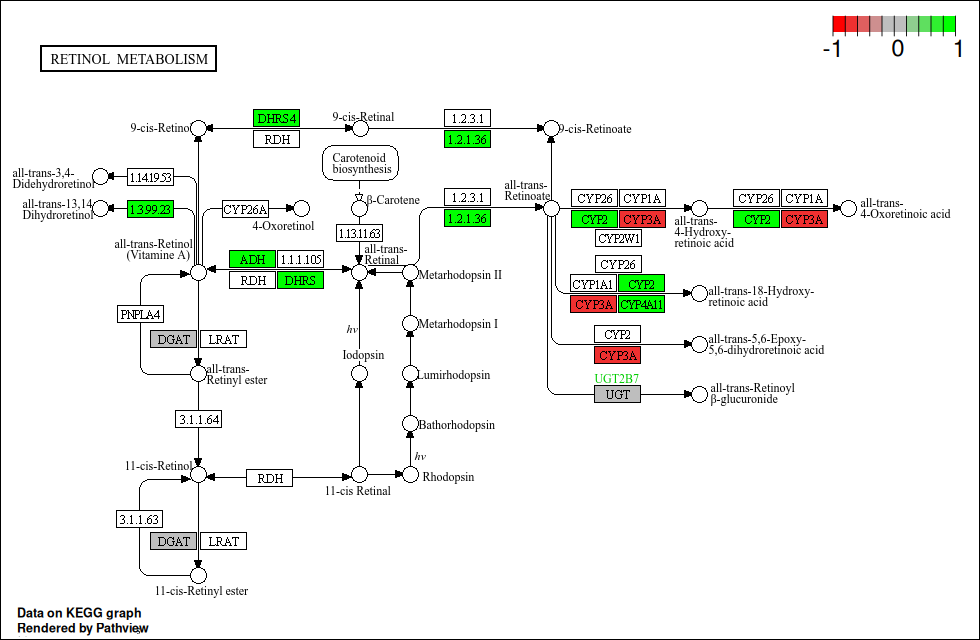 -1 0 1
RETINOL METABOLISM
9-cis-Retino
DHRS4
RDH
9-cis-Retinal
1.2.3.1
1.2.1.36
9-cis-Retinoate
Carotenoid
biosynthesis
all-trans-3,4-
Didehydroretinol
1.14.19.53
all-trans-13,14
Dihydroretinol
1.3.99.23
CYP26A
4-Oxoretinol
β-Carotene
1.13.11.63
all-trans-
Retinal
1.2.3.1
1.2.1.36
all-trans-
Retinoate
CYP26 CYP1A
CYP2 CYP3A
CYP2W1
all-trans-
4-Hydroxy-
retinoic acid
CYP26 CYP1A
CYP2 CYP3A
all-trans-
4-Oxoretinoic acid
all-trans-Retinol
(Vitamine A)
ADH 1.1.1.105
RDH DHRS
Metarhodopsin II
CYP26
CYP1A1 CYP2
CYP3A CYP4A11
all-trans-18-Hydroxy-
retinoic acid
PNPLA4
DGAT LRAT
hv
Metarhodopsin I
CYP2
CYP3A
all-trans-5,6-Epoxy-
5,6-dihydroretinoic acid
Iodopsin
all-trans-
Retinyl ester
Lumirhodopsin
UGT2B7
UGT
all-trans-Retinoyl
β-glucuronide
3.1.1.64
Bathorhodopsin
hv
11-cis-Retinol
RDH
11-cis Retinal
Rhodopsin
3.1.1.63
DGAT LRAT
11-cis-Retinyl ester
Data on KEGG graph
Rendered by Pathview